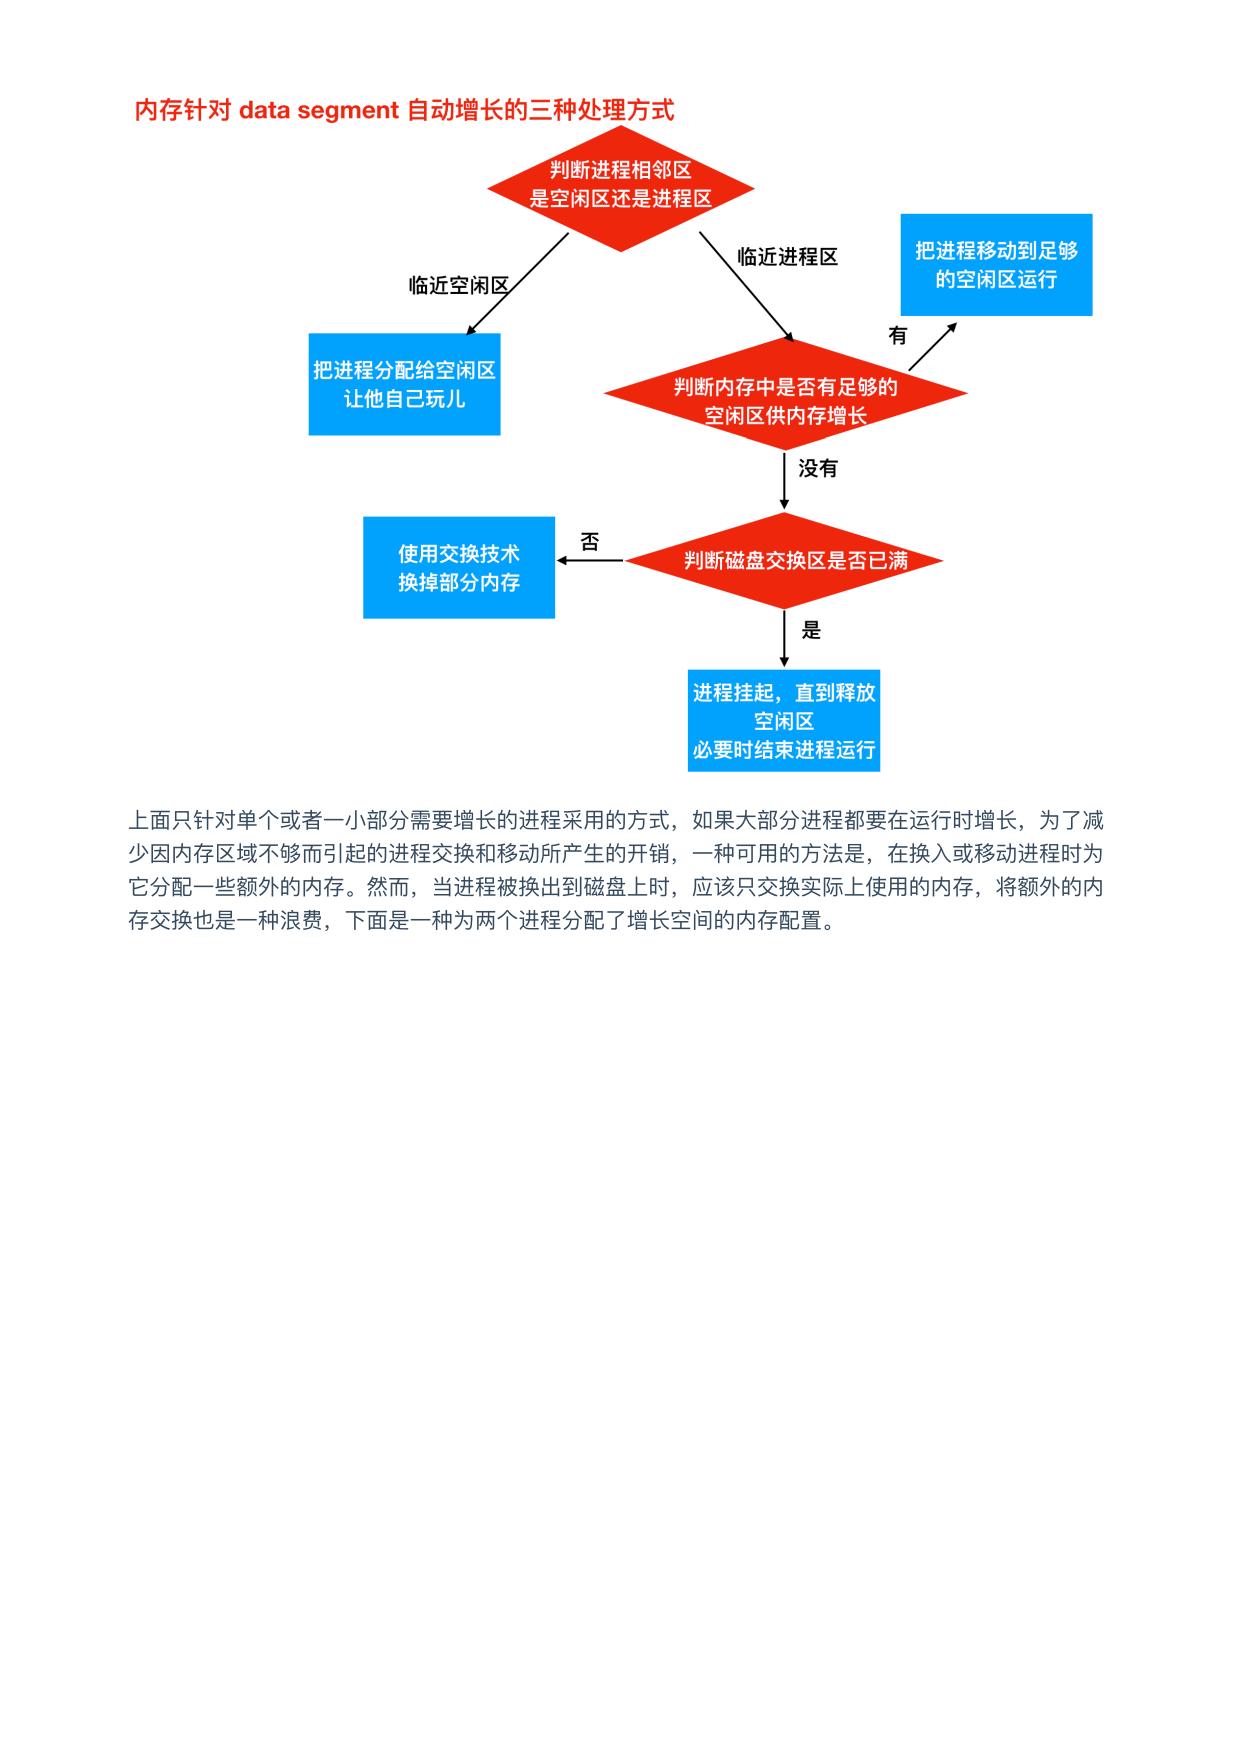 内存针对 data segment 自动增长的三种处理方式
判断进程相邻区
是空闲区还是进程区
临近空闲区
临近进程区
把进程移动到足够
的空闲区运行
有
把进程分配给空闲区
让他自己玩儿
判断内存中是否有足够的
空闲区供内存增长
没有
使用交换技术
换掉部分内存
否
判断磁盘交换区是否已满
是
进程挂起，直到释放
空闲区
必要时结束进程运行
上面只针对单个或者一小部分需要增长的进程采用的方式，如果大部分进程都要在运行时增长，为了减
少因内存区域不够而引起的进程交换和移动所产生的开销，一种可用的方法是，在换入或移动进程时为
它分配一些额外的内存。然而，当进程被换出到磁盘上时，应该只交换实际上使用的内存，将额外的内
存交换也是一种浪费，下面是一种为两个进程分配了增长空间的内存配置。